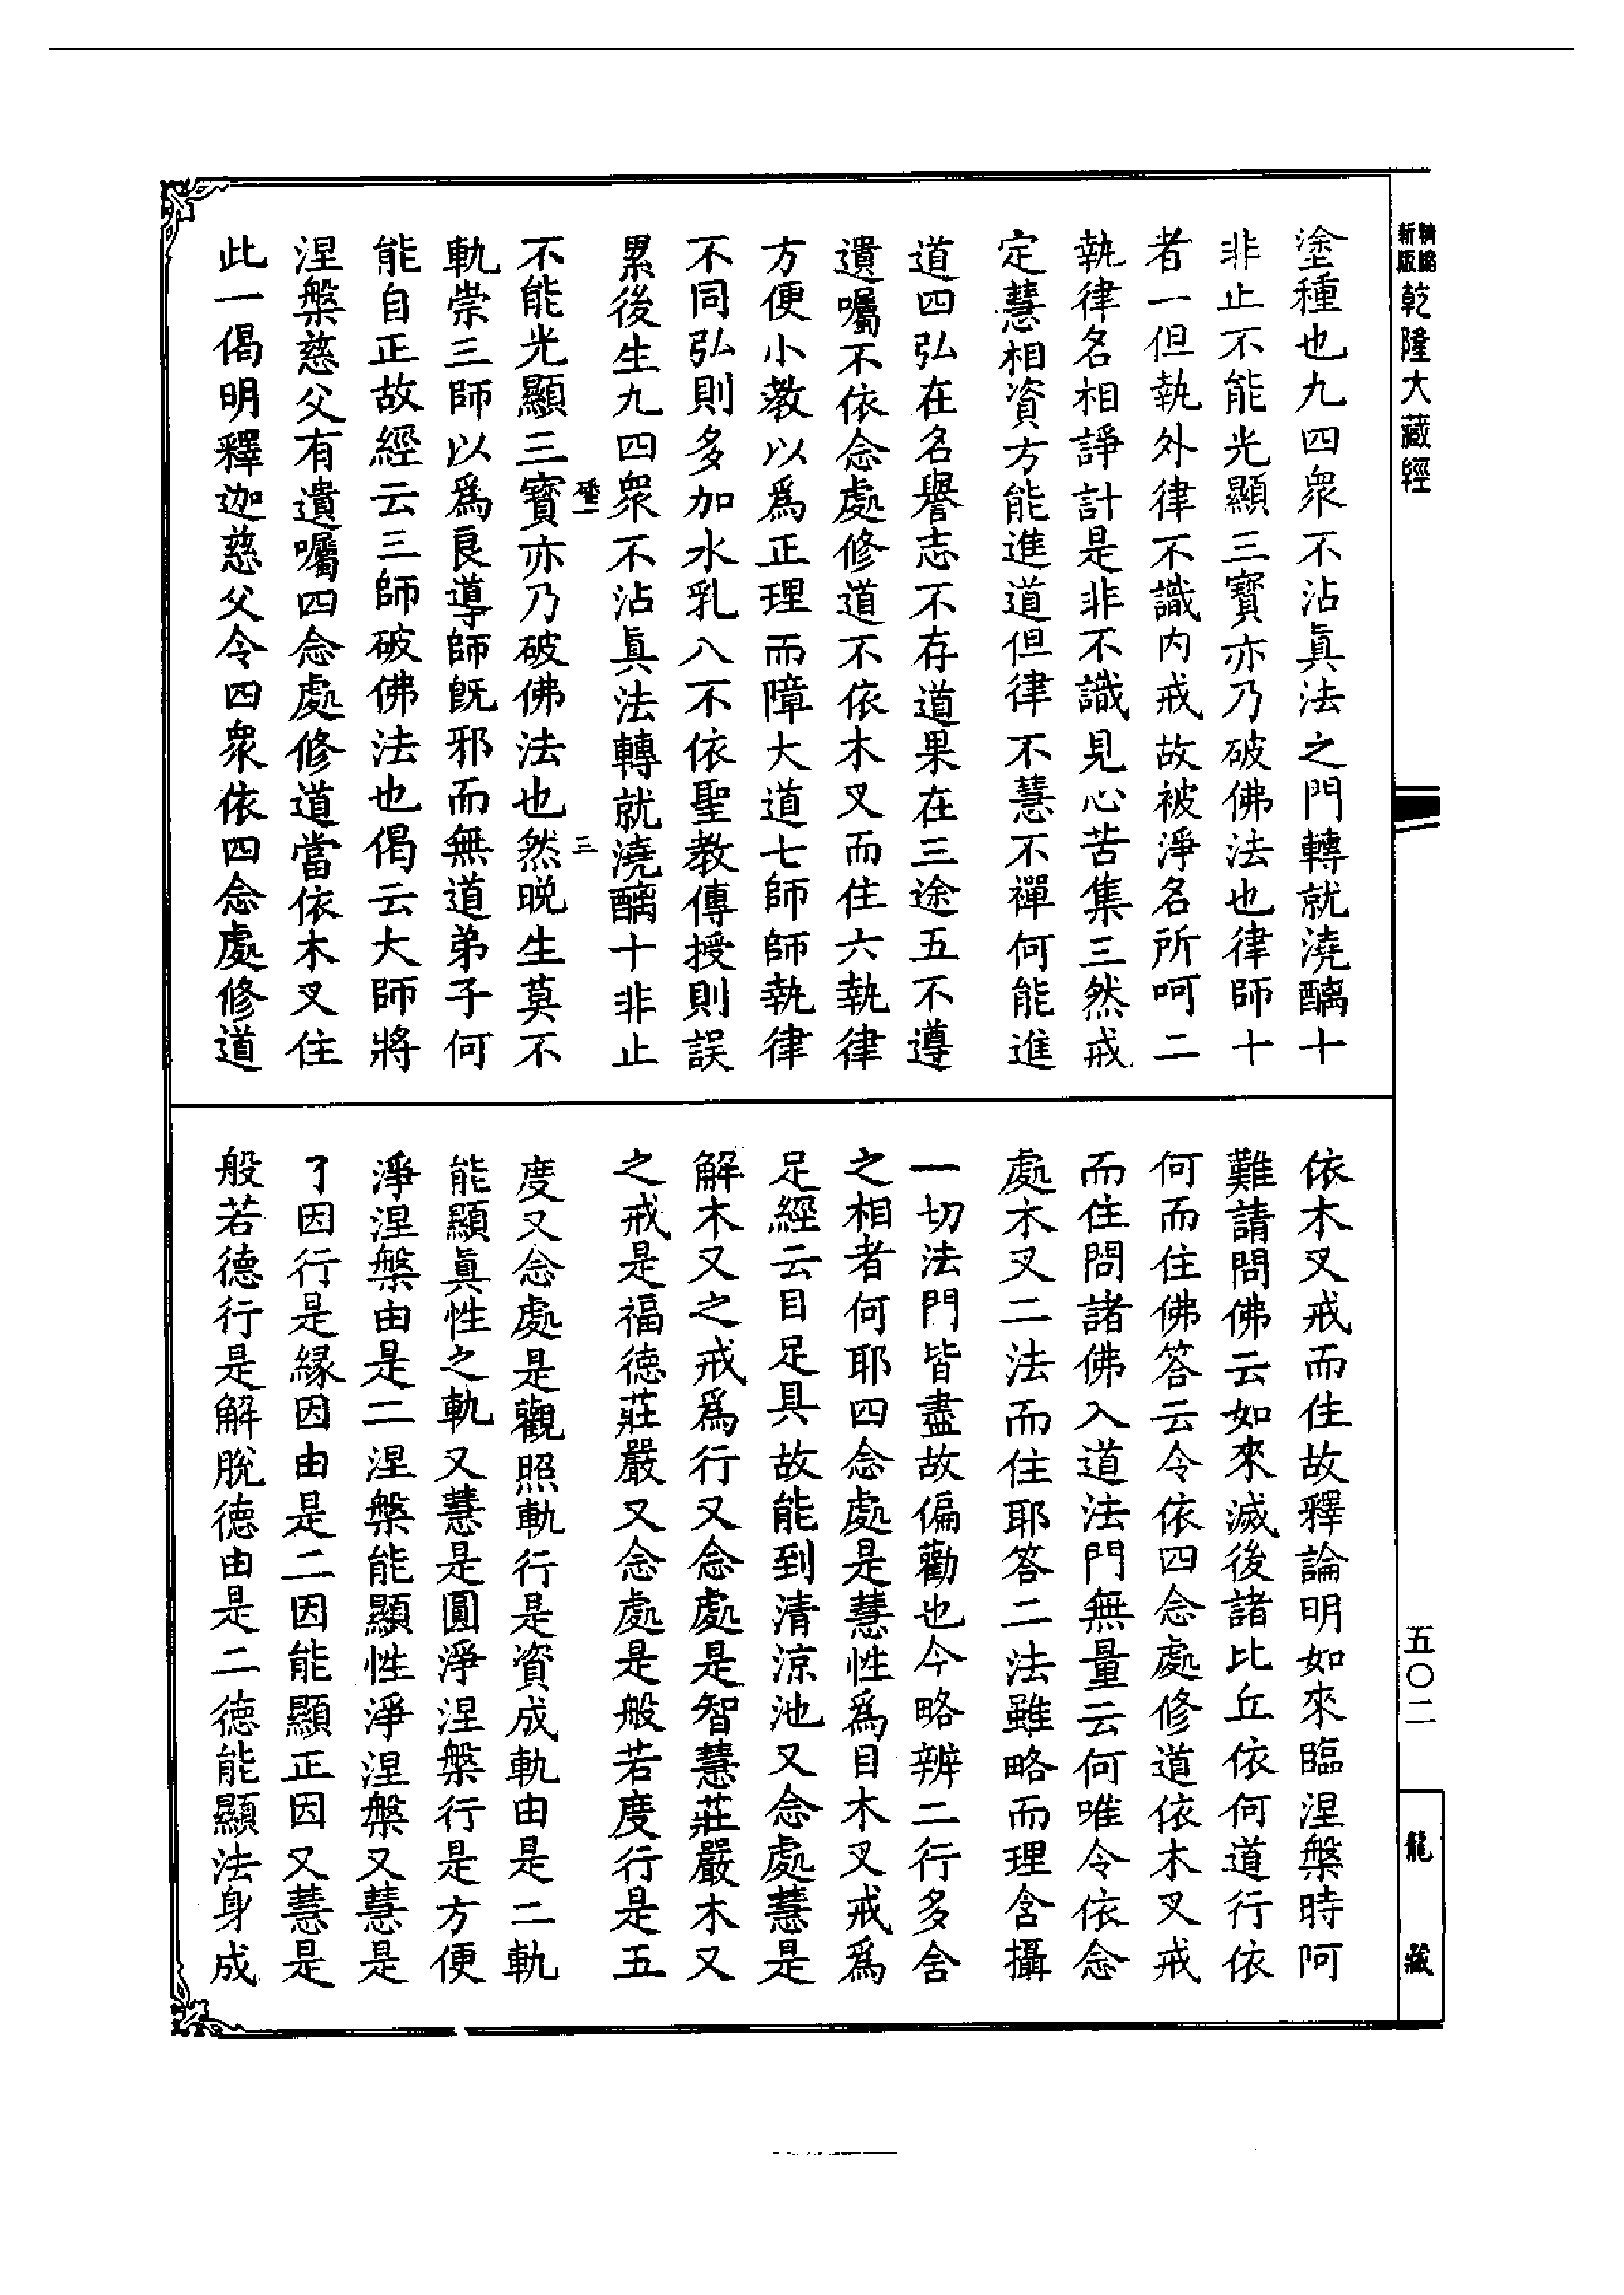 新版
精縮
乾隆大藏經
塗種也九四衆不沾眞法之門轉就澆醨十
非止不能光顯三寶亦乃破佛法也律師十
者一但執外律不識內戒故被淨名所呵二
執律名相諍計是非不識見心苦集三然戒
定慧相資方能進道但律不慧不禪何能進
道四弘在名譽志不存道果在三途五不遵
遺囑不依念處修道不依木叉而住六執律
方便小教以爲正理而障大道七師師執律
不同弘則多加水乳八不依聖教傳授則誤
累後生九四衆不沾眞法轉就澆醨十非止
三
不能光顯三寶亦乃破佛法也然晚生莫不
軌崇三師以爲良導師旣邪而無道弟子何
能自正故經云三師破佛法也偈云大師將
涅槃慈父有遺囑四念處修道當依木叉住
此一偈明釋迦慈父令四衆依四念處修道
依木叉戒而住故釋論明如來臨涅槃時阿
難請問佛云如來滅後諸比丘依何道行依
何而住佛答云令依四念處修道依木叉戒
而住問諸佛入道法門無量云何唯令依念
處木叉二法而住耶答二法雖略而理含攝
一切法門皆盡故偏勸也今略辨二行多含
之相者何耶四念處是慧性爲目木叉戒爲
足經云目足具故能到清涼池又念處慧是
解木叉之戒爲行又念處是智慧莊嚴木叉
之戒是福德莊嚴又念處是般若度行是五
度又念處是觀照軌行是資成軌由是二軌
能顯眞性之軌又慧是圓淨涅槃行是方便
淨涅槃由是二涅槃能顯性淨涅槃又慧是
了因行是緣因由是二因能顯正因又慧是
般若德行是解脫德由是二德能顯法身成
五〇二
龍藏